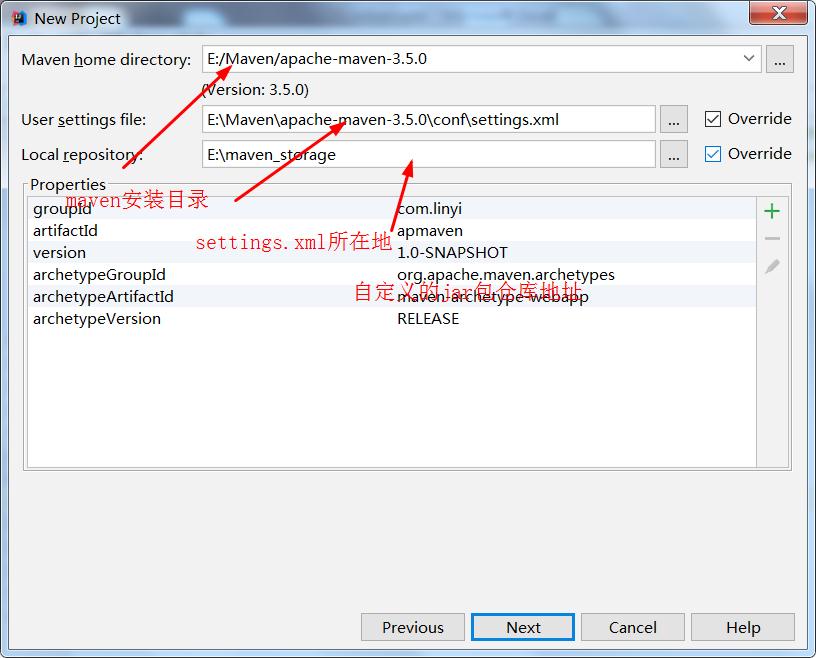 New Project
Maven home directory: E:/Maven/apache-maven-3.5.0 ...
(Version: 3.5.0)
User settings file: E:\Maven\apache-maven-3.5.0\conf\settings.xml ... Override
Local repository: E:\maven_storage ... Override
Properties
maven安装目录
groupId com.linyi
artifactId apmaven
settings.xml所在地
version 1.0-SNAPSHOT
archetypeGroupId org.apache.maven.archetypes
自定义的jar包仓库地址
archetypeArtifactId maven-archetype-webapp
archetypeVersion RELEASE
Previous Next Cancel Help